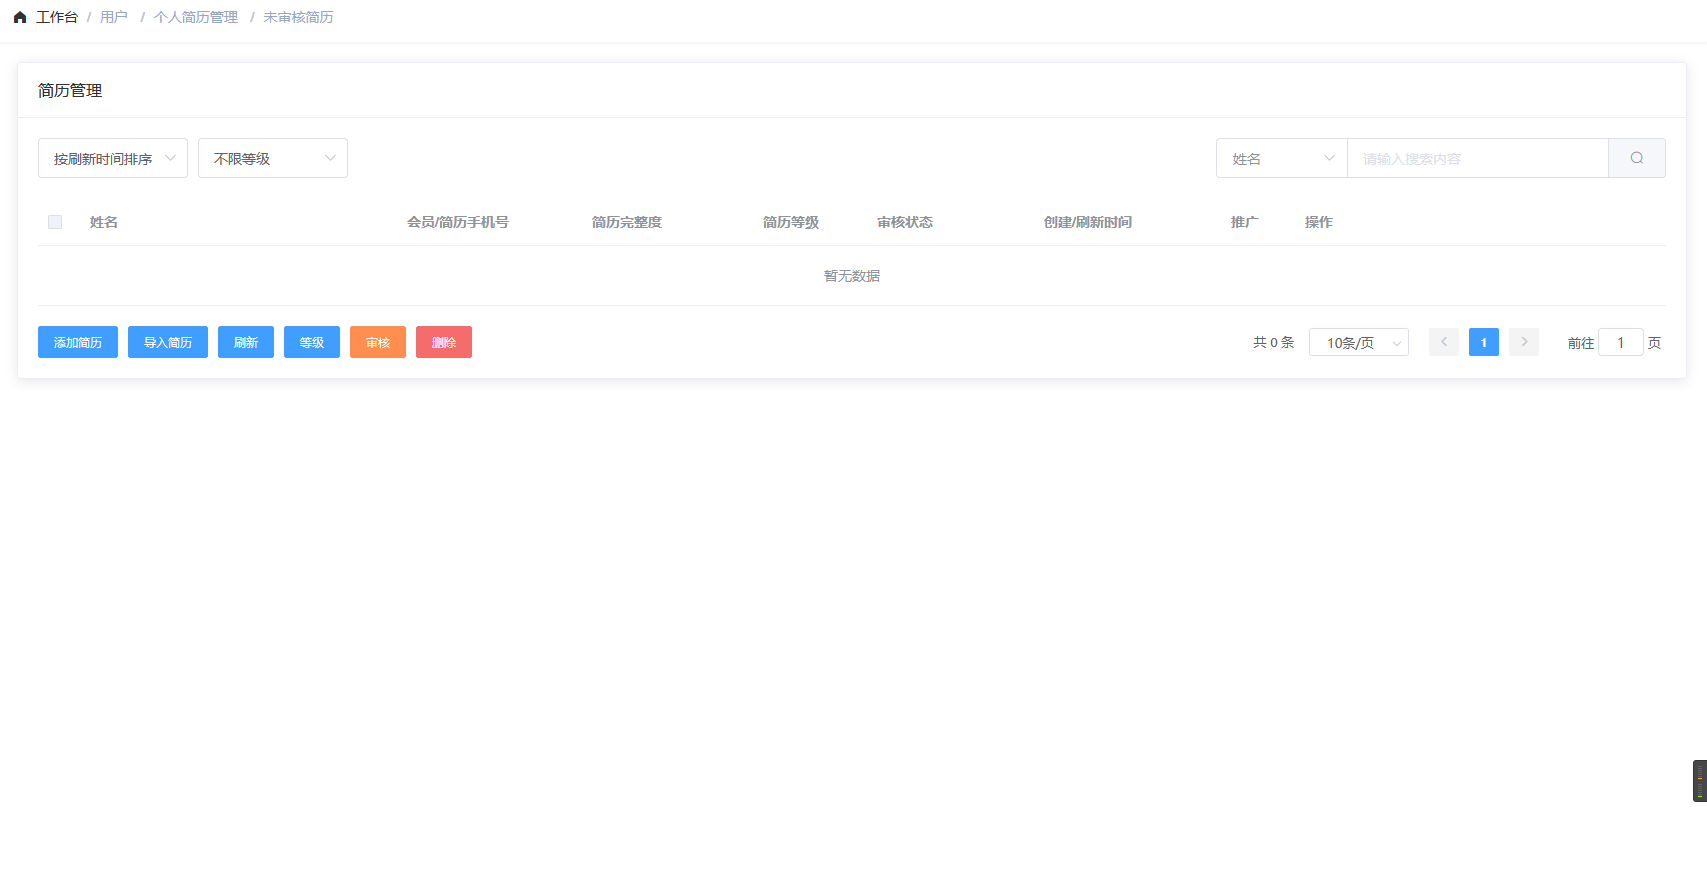 工作台 / 用户 / 个人简历管理 / 未审核简历
简历管理
按刷新时间排序 不限等级 姓名 请输入搜索内容
姓名 会员/简历手机号 简历完整度 简历等级 审核状态 创建/刷新时间 推广 操作
暂无数据
添加简历 导入简历 刷新 等级 审核 删除 共 0 条 10条/页 1 前往 1 页